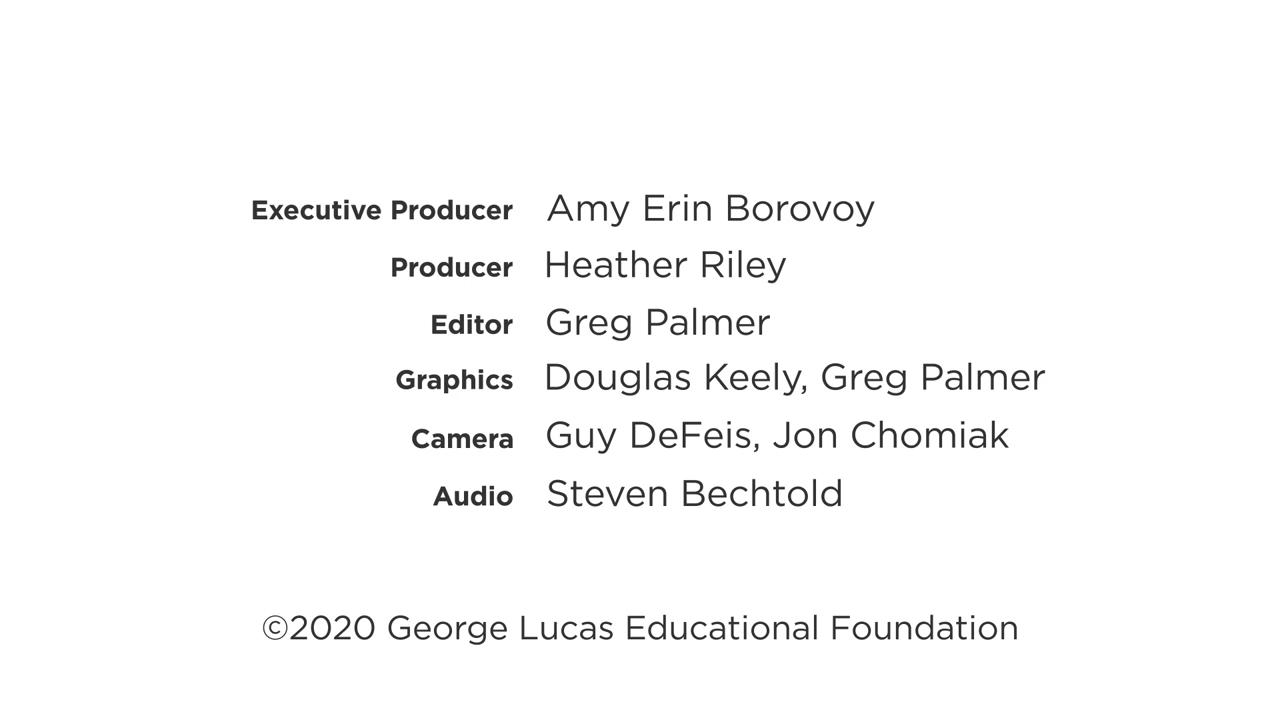 Executive Producer Amy Erin Borovoy
Producer Heather Riley
Editor Greg Palmer
Graphics Douglas Keely, Greg Palmer
Camera Guy DeFeis, Jon Chomiak
Audio Steven Bechtold
©2020 George Lucas Educational Foundation